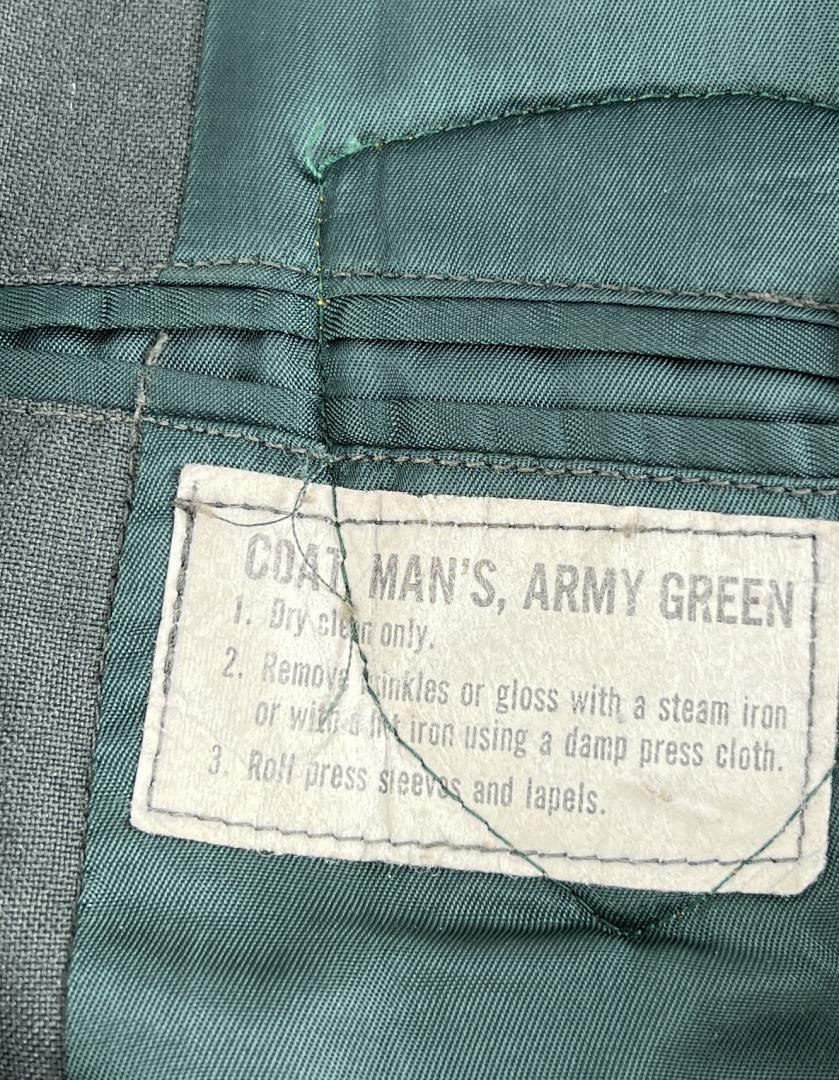 COAT, MAN'S, ARMY GREEN
1. Dry clean only.
2. Remove wrinkles or gloss with a steam iron
or with a hot iron using a damp press cloth.
3. Roll press sleeves and lapels.